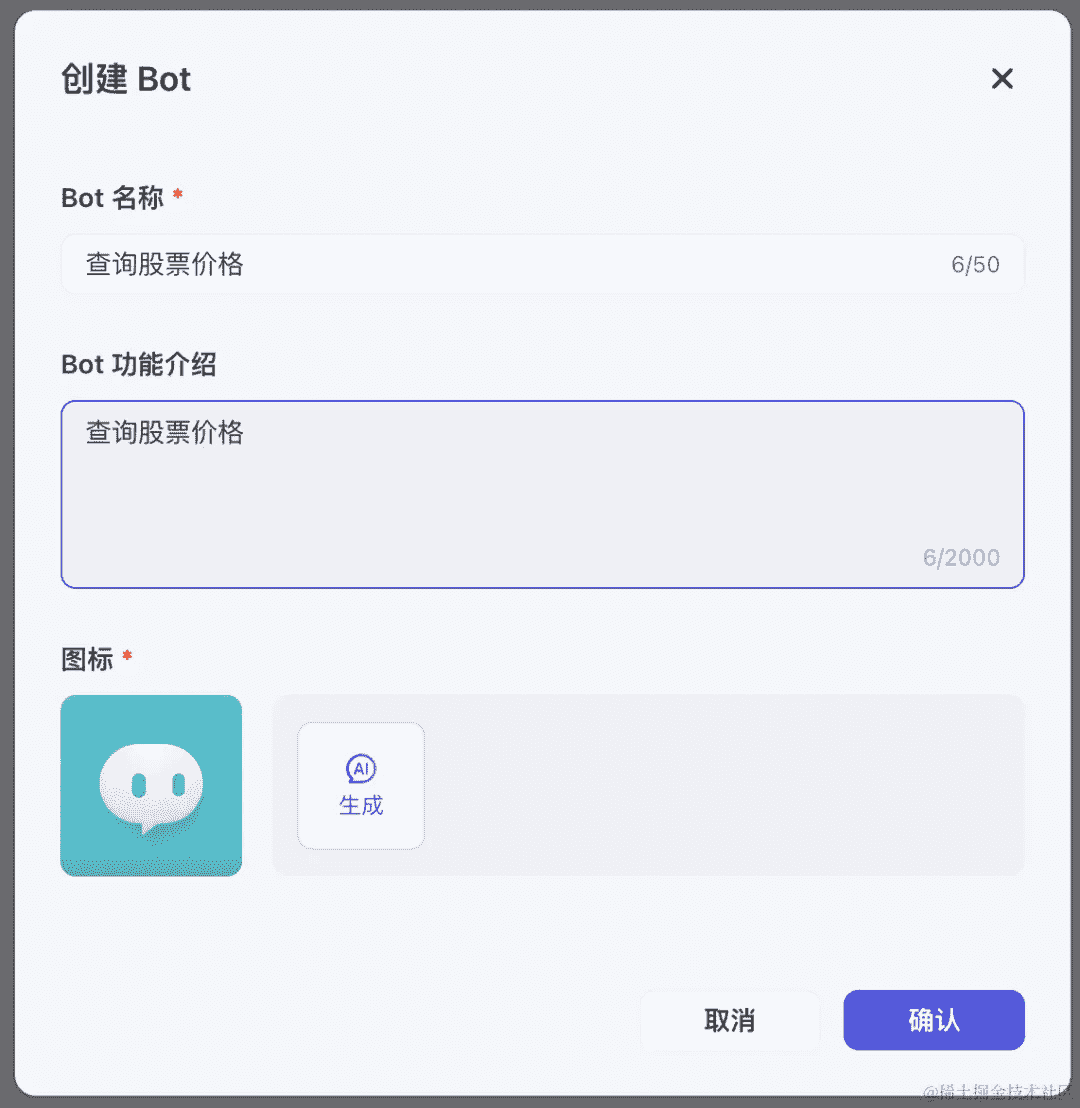 创建 Bot
Bot 名称 *
查询股票价格 6/50
Bot 功能介绍
查询股票价格
6/2000
图标 *
AI
生成
取消 确认
@稀土掘金技术社区